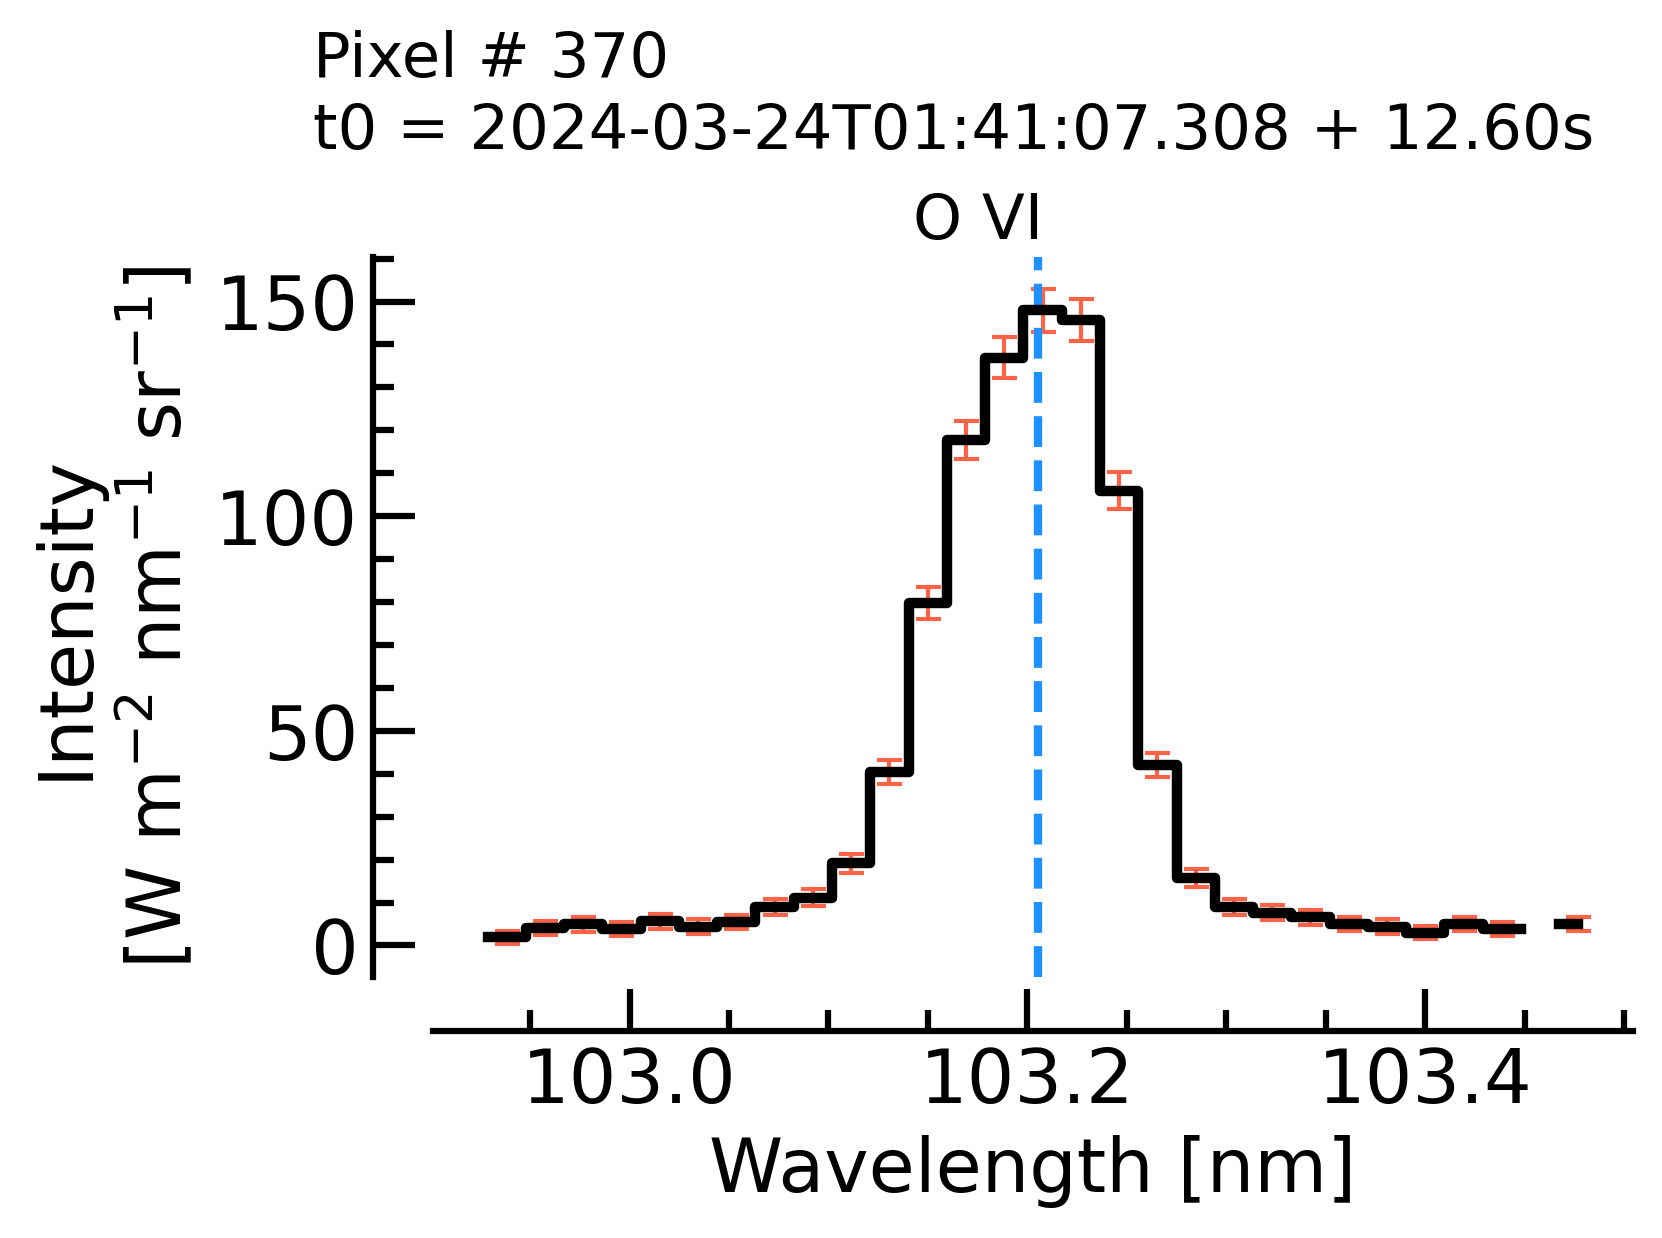 Pixel # 370
t0 = 2024-03-24T01:41:07.308 + 12.60s
O VI
Intensity
[W m⁻² nm⁻¹ sr⁻¹]
150
100
50
0
103.0 103.2 103.4
Wavelength [nm]